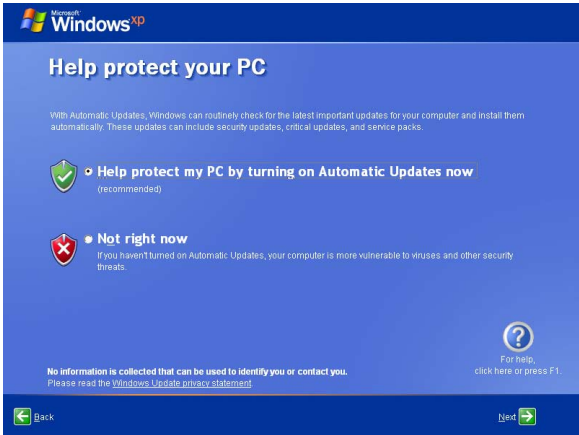 Microsoft
Windows xp
Help protect your PC
With Automatic Updates, Windows can routinely check for the latest important updates for your computer and install them
automatically. These updates can include security updates, critical updates, and service packs.
Help protect my PC by turning on Automatic Updates now
(recommended)
Not right now
If you haven't turned on Automatic Updates, your computer is more vulnerable to viruses and other security
threats.
For help,
click here or press F1.
No information is collected that can be used to identify you or contact you.
Please read the Windows Update privacy statement
Back
Next